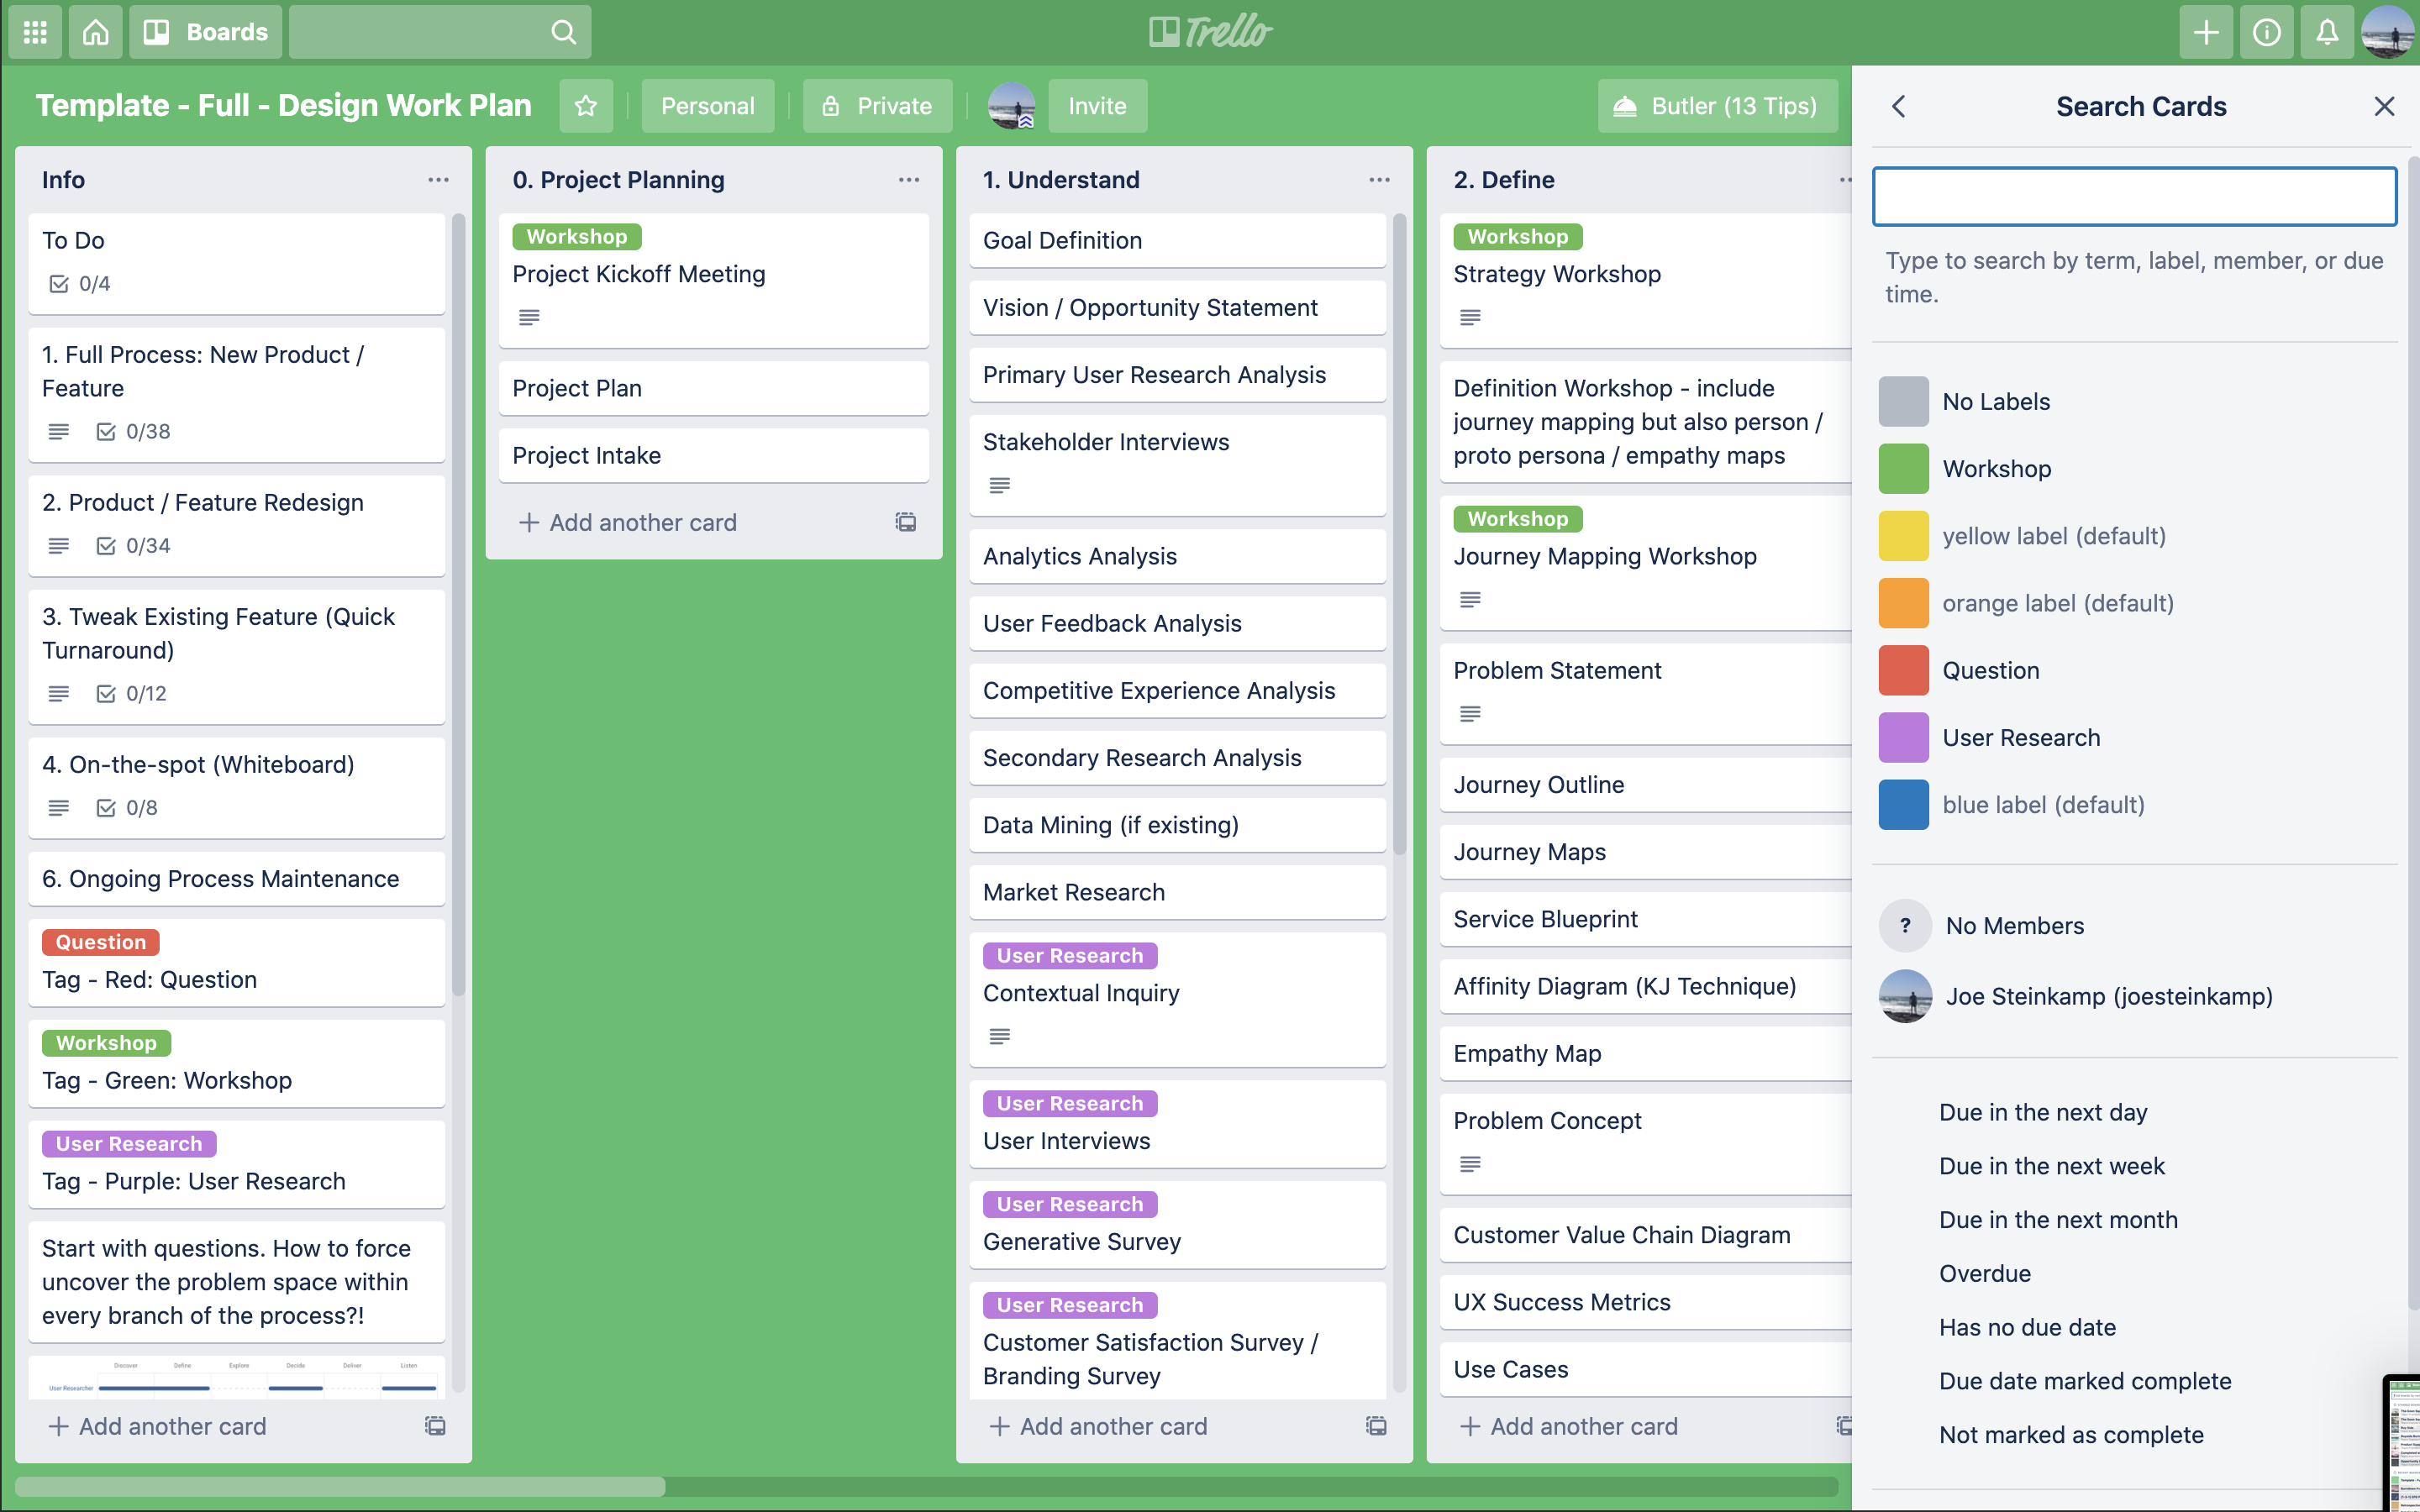 Boards
Trello
Template - Full - Design Work Plan
Personal
Private
Invite
Butler (13 Tips)
Info
To Do
0/4
1. Full Process: New Product /
Feature
0/38
2. Product / Feature Redesign
0/34
3. Tweak Existing Feature (Quick
Turnaround)
0/12
4. On-the-spot (Whiteboard)
0/8
6. Ongoing Process Maintenance
Question
Tag - Red: Question
Workshop
Tag - Green: Workshop
User Research
Tag - Purple: User Research
Start with questions. How to force
uncover the problem space within
every branch of the process?!
Discover Define Explore Decide Deliver Listen
User Researcher
Add another card
0. Project Planning
Workshop
Project Kickoff Meeting
Project Plan
Project Intake
Add another card
1. Understand
Goal Definition
Vision / Opportunity Statement
Primary User Research Analysis
Stakeholder Interviews
Analytics Analysis
User Feedback Analysis
Competitive Experience Analysis
Secondary Research Analysis
Data Mining (if existing)
Market Research
User Research
Contextual Inquiry
User Research
User Interviews
User Research
Generative Survey
User Research
Customer Satisfaction Survey /
Branding Survey
Add another card
2. Define
Workshop
Strategy Workshop
Definition Workshop - include
journey mapping but also person /
proto persona / empathy maps
Workshop
Journey Mapping Workshop
Problem Statement
Journey Outline
Journey Maps
Service Blueprint
Affinity Diagram (KJ Technique)
Empathy Map
Problem Concept
Customer Value Chain Diagram
UX Success Metrics
Use Cases
Add another card
Search Cards
Type to search by term, label, member, or due
time.
No Labels
Workshop
yellow label (default)
orange label (default)
Question
User Research
blue label (default)
?
No Members
Joe Steinkamp (joesteinkamp)
Due in the next day
Due in the next week
Due in the next month
Overdue
Has no due date
Due date marked complete
Not marked as complete